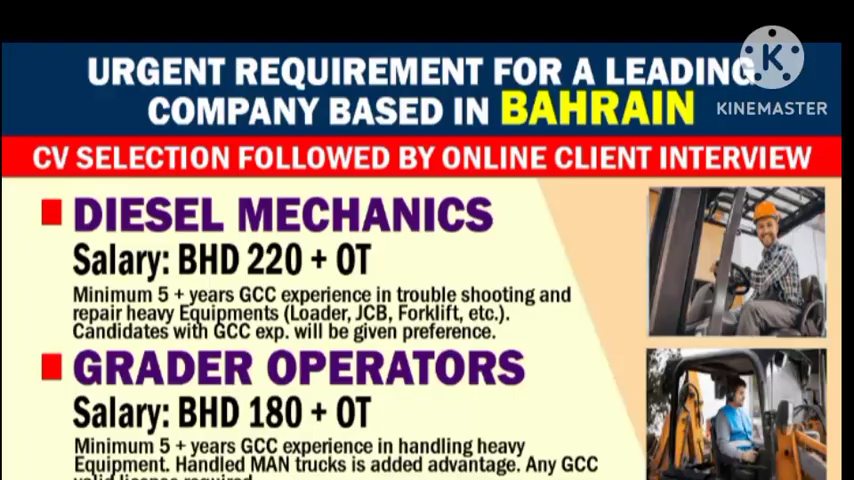 URGENT REQUIREMENT FOR A LEADING
COMPANY BASED IN BAHRAIN
KINEMASTER
CV SELECTION FOLLOWED BY ONLINE CLIENT INTERVIEW
DIESEL MECHANICS
Salary: BHD 220 + OT
Minimum 5 + years GCC experience in trouble shooting and
repair heavy Equipments (Loader, JCB, Forklift, etc.).
Candidates with GCC exp. will be given preference.
GRADER OPERATORS
Salary: BHD 180 + OT
Minimum 5 + years GCC experience in handling heavy
Equipment. Handled MAN trucks is added advantage. Any GCC
valid license required